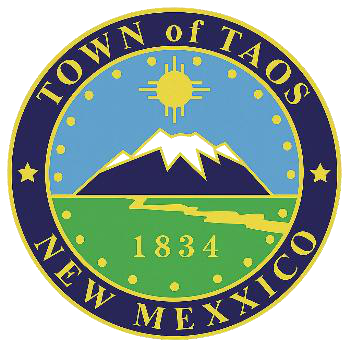 TOWN of TAOS
1834
NEW MEXXICO